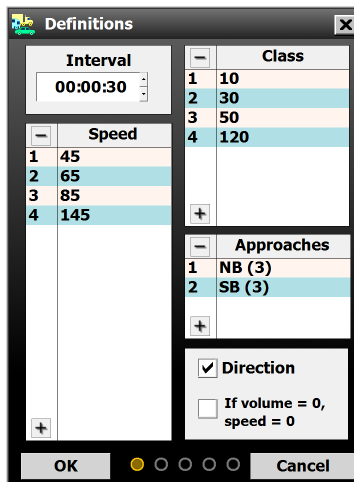 Definitions
Interval
00:00:30
Speed
1 45
2 65
3 85
4 145
Class
1 10
2 30
3 50
4 120
Approaches
1 NB (3)
2 SB (3)
Direction
If volume = 0,
speed = 0
OK
Cancel